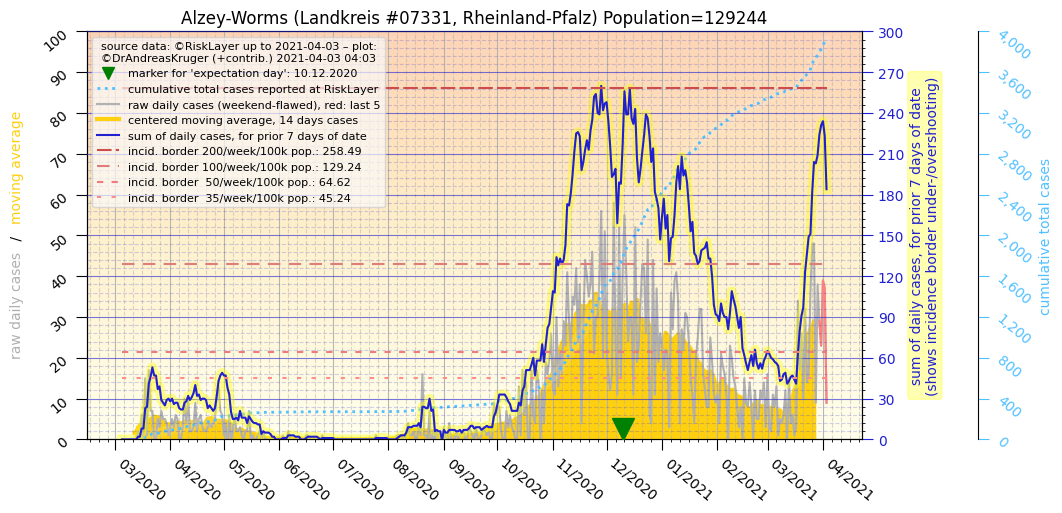 Alzey-Worms (Landkreis #07331, Rheinland-Pfalz) Population=129244
source data: ©RiskLayer up to 2021-04-03 – plot:
©DrAndreasKruger (+contrib.) 2021-04-03 04:03
marker for 'expectation day': 10.12.2020
cumulative total cases reported at RiskLayer
raw daily cases (weekend-flawed), red: last 5
centered moving average, 14 days cases
sum of daily cases, for prior 7 days of date
incid. border 200/week/100k pop.: 258.49
incid. border 100/week/100k pop.: 129.24
incid. border 50/week/100k pop.: 64.62
incid. border 35/week/100k pop.: 45.24
raw daily cases / moving average
100
90
80
70
60
50
40
30
20
10
0
03/2020
04/2020
05/2020
06/2020
07/2020
08/2020
09/2020
10/2020
11/2020
12/2020
01/2021
02/2021
03/2021
04/2021
300
270
240
210
180
150
120
90
60
30
0
sum of daily cases, for prior 7 days of date
(shows incidence border under-/overshooting)
4,000
3,600
3,200
2,800
2,400
2,000
1,600
1,200
800
400
0
cumulative total cases